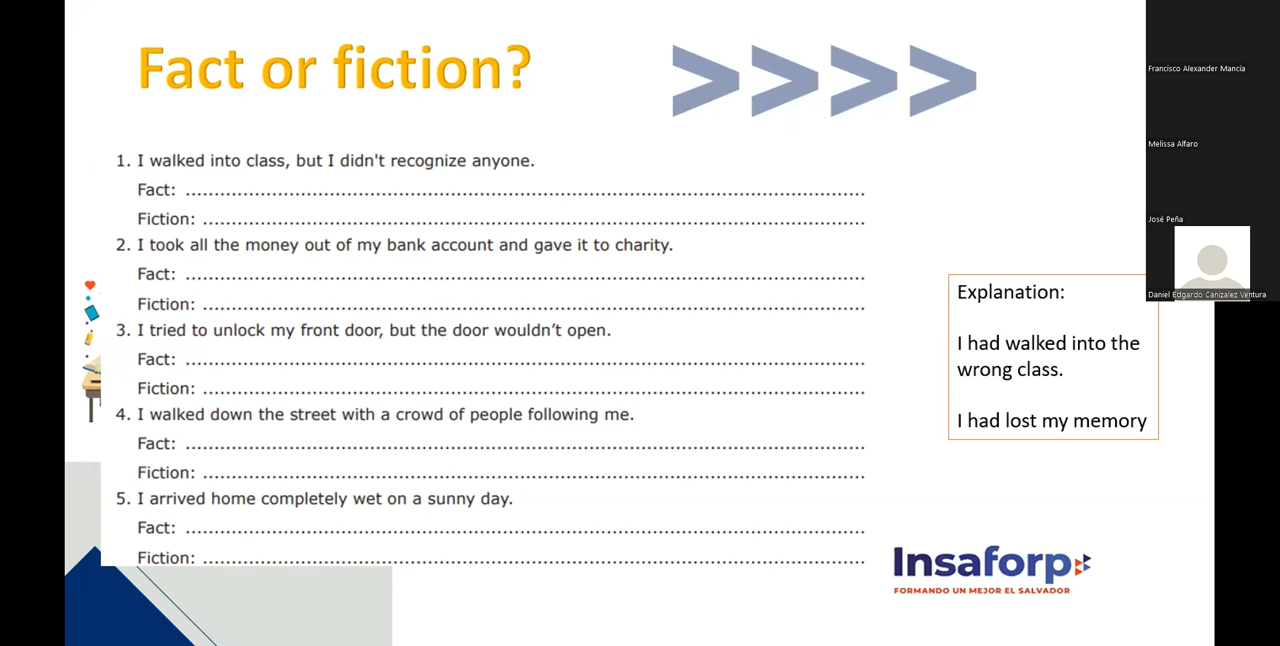 Fact or fiction?
1. I walked into class, but I didn't recognize anyone.
Fact: ........................................................................................................................
Fiction: ........................................................................................................................
2. I took all the money out of my bank account and gave it to charity.
Fact: ........................................................................................................................
Fiction: ........................................................................................................................
3. I tried to unlock my front door, but the door wouldn’t open.
Fact: ........................................................................................................................
Fiction: ........................................................................................................................
4. I walked down the street with a crowd of people following me.
Fact: ........................................................................................................................
Fiction: ........................................................................................................................
5. I arrived home completely wet on a sunny day.
Fact: ........................................................................................................................
Fiction: ........................................................................................................................
Explanation:
I had walked into the
wrong class.
I had lost my memory
Insaforp
FORMANDO UN MEJOR EL SALVADOR
Francisco Alexander Mancía
Melissa Alfaro
José Peña
Daniel Edgardo Canizalez Ventura